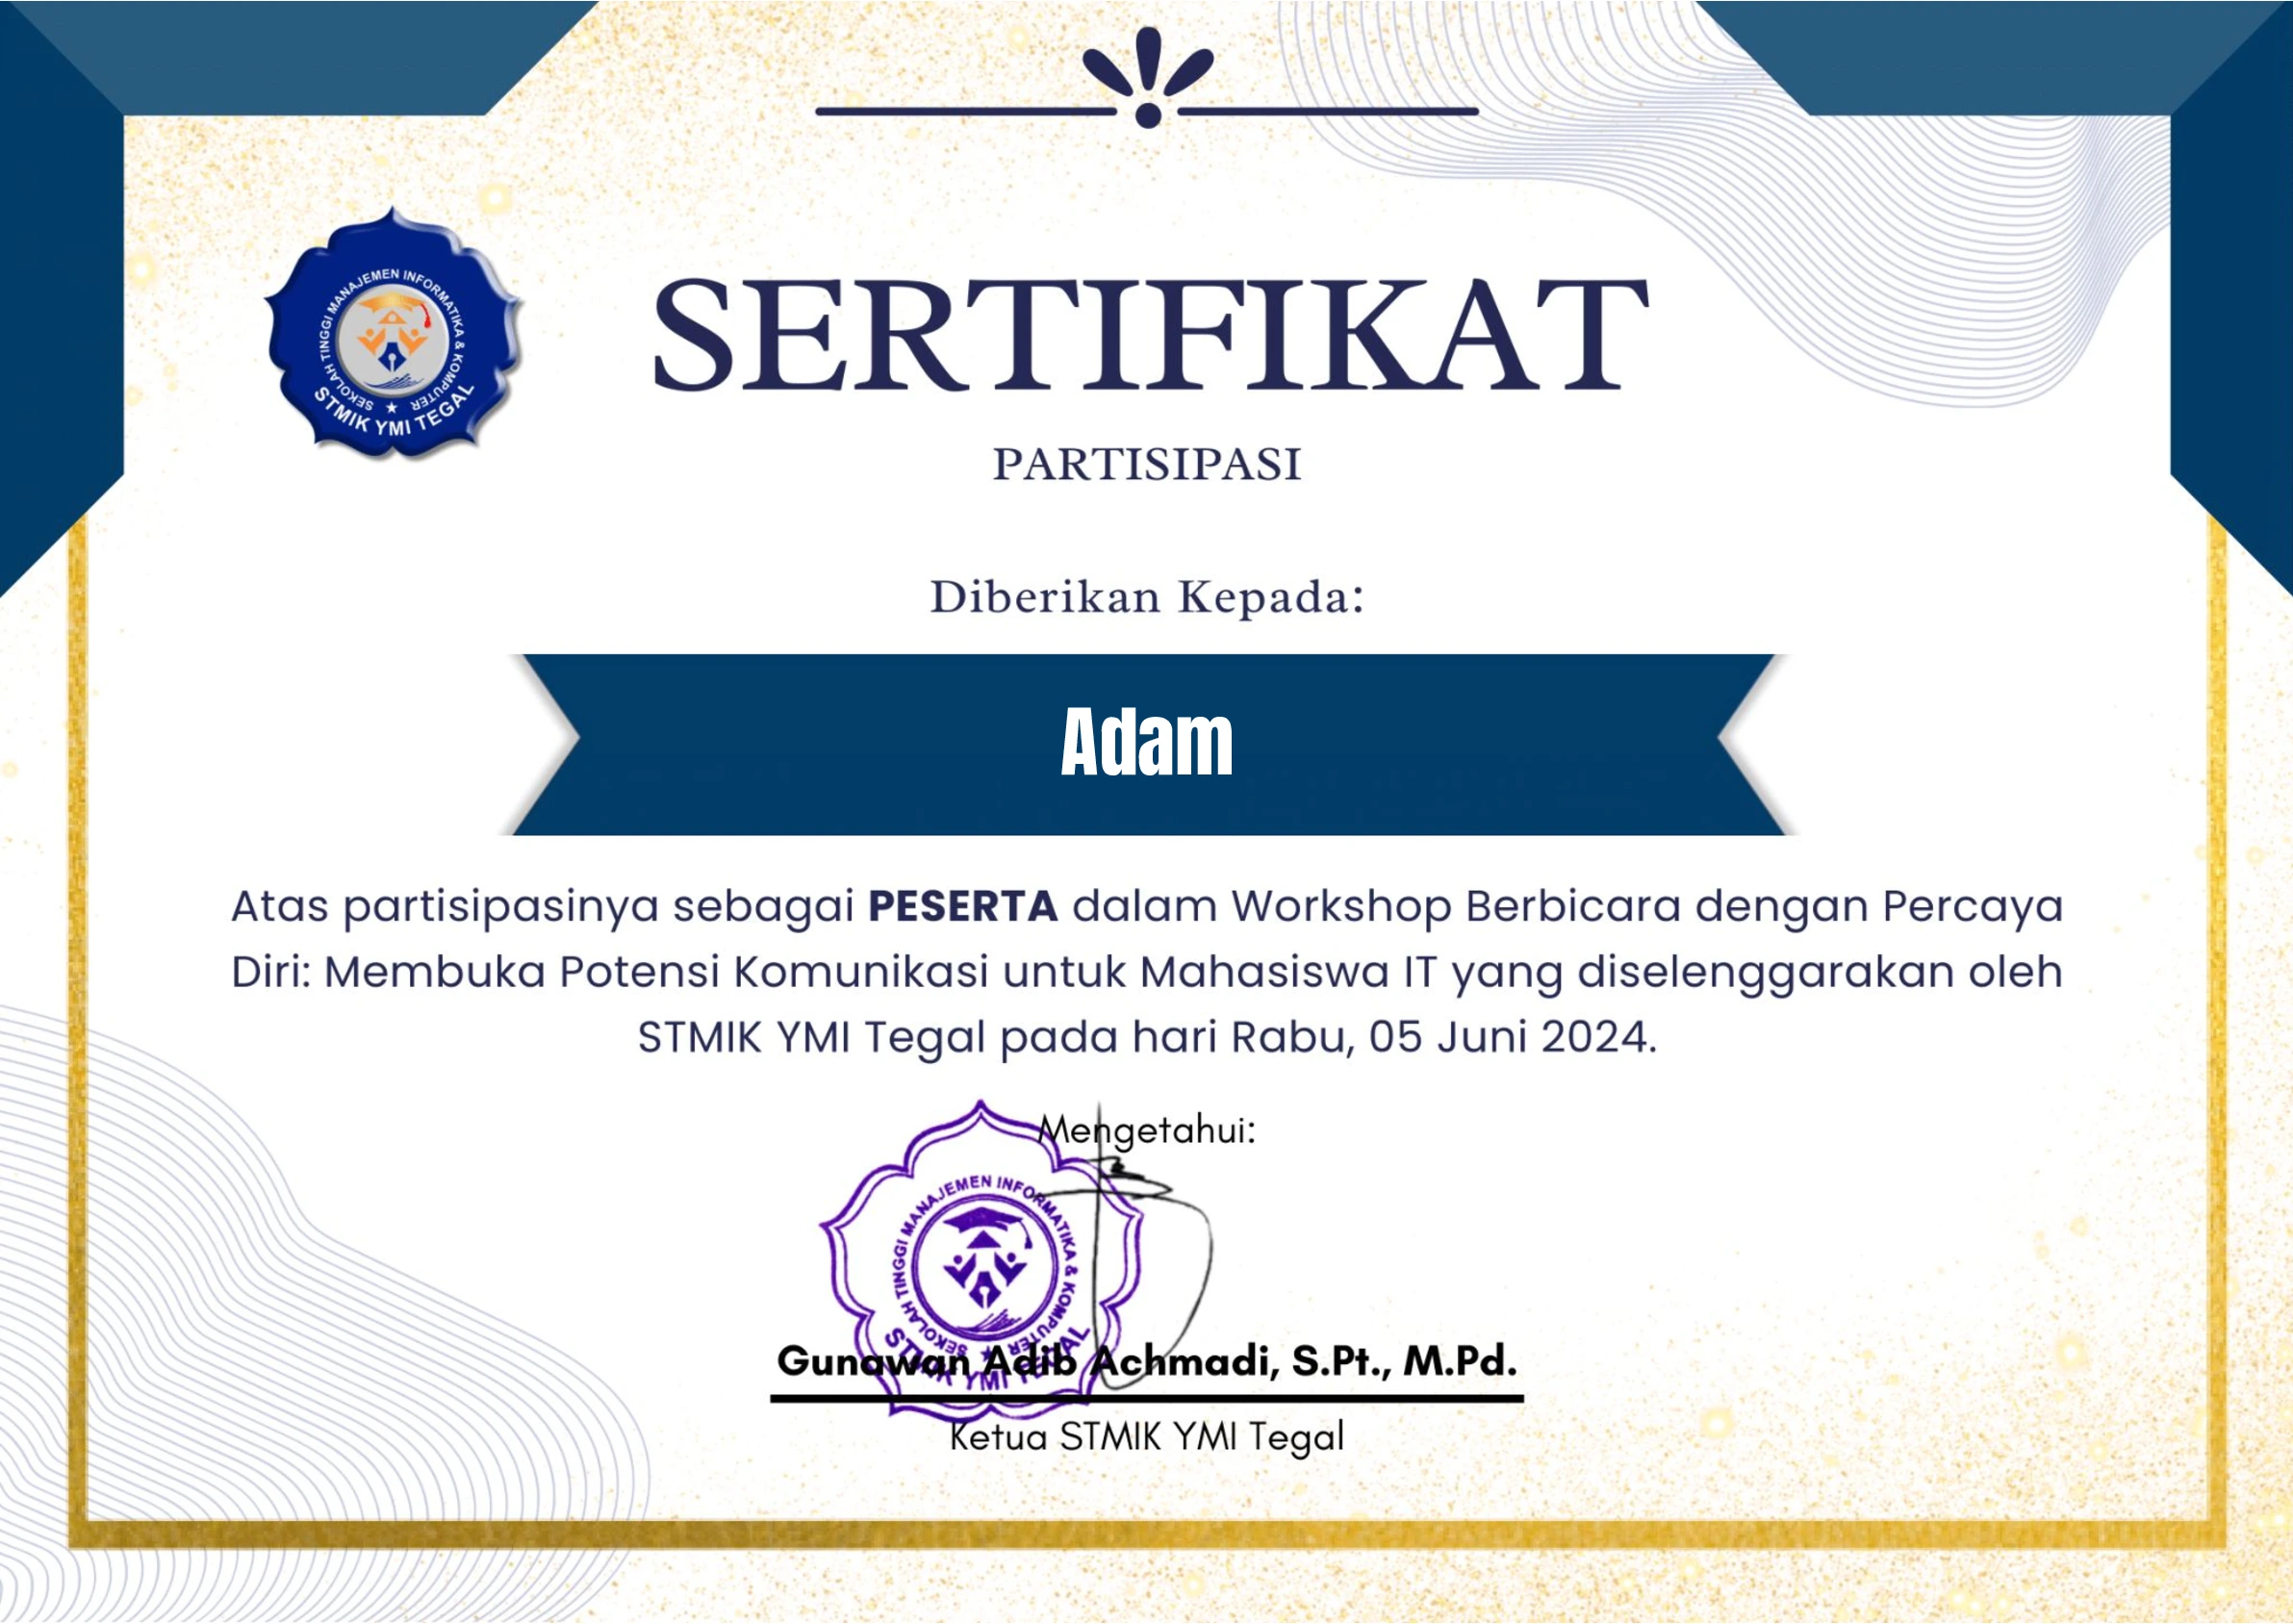 SEKOLAH TINGGI MANAJEMEN INFORMATIKA & KOMPUTER
STMIK YMI TEGAL
SERTIFIKAT
PARTISIPASI
Diberikan Kepada:
Adam
Atas partisipasinya sebagai PESERTA dalam Workshop Berbicara dengan Percaya
Diri: Membuka Potensi Komunikasi untuk Mahasiswa IT yang diselenggarakan oleh
STMIK YMI Tegal pada hari Rabu, 05 Juni 2024.
Mengetahui:
SEKOLAH TINGGI MANAJEMEN INFORMATIKA & KOMPUTER
STMIK YMI TEGAL
Gunawan Adib Achmadi, S.Pt., M.Pd.
Ketua STMIK YMI Tegal